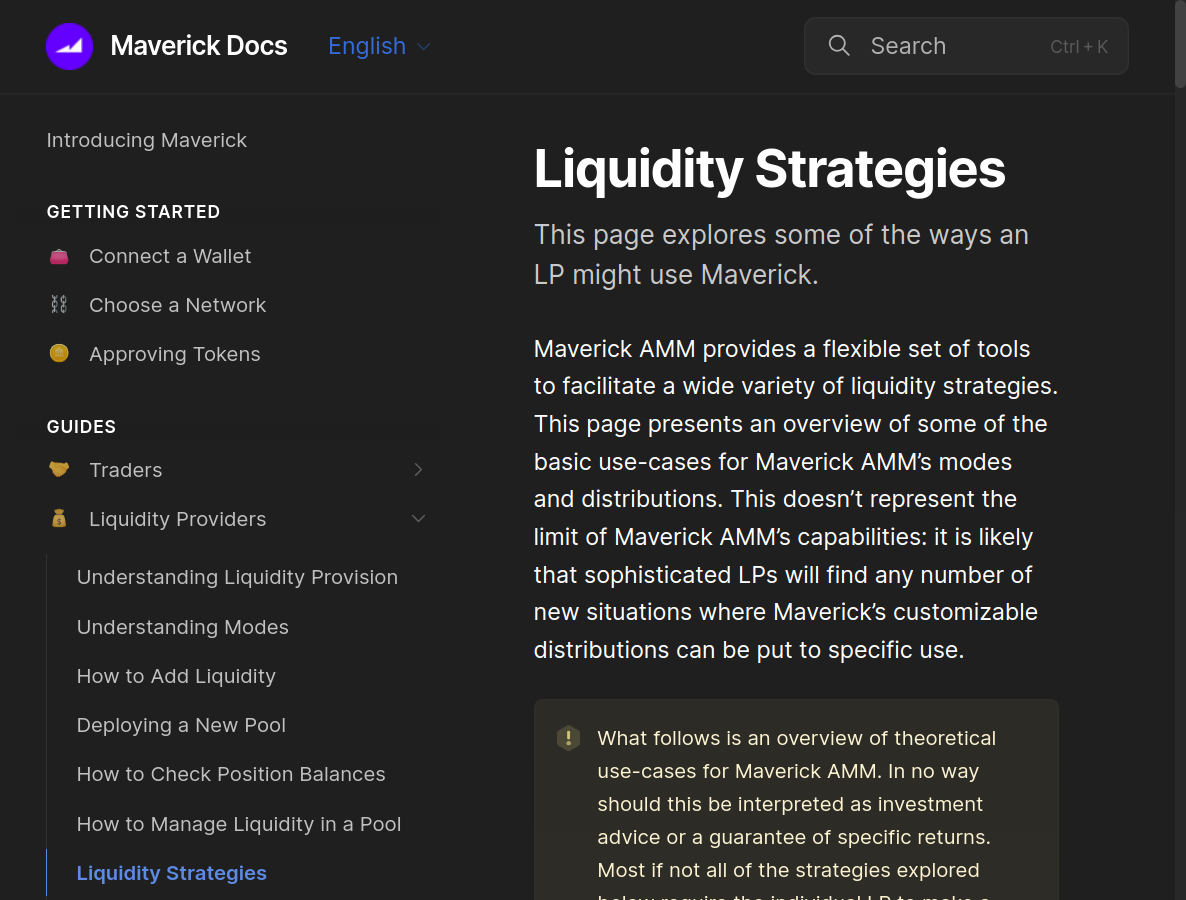 Maverick Docs
English
Search
Ctrl + K
Introducing Maverick
GETTING STARTED
Connect a Wallet
Choose a Network
Approving Tokens
GUIDES
Traders
Liquidity Providers
Understanding Liquidity Provision
Understanding Modes
How to Add Liquidity
Deploying a New Pool
How to Check Position Balances
How to Manage Liquidity in a Pool
Liquidity Strategies
Liquidity Strategies
This page explores some of the ways an
LP might use Maverick.
Maverick AMM provides a flexible set of tools
to facilitate a wide variety of liquidity strategies.
This page presents an overview of some of the
basic use-cases for Maverick AMM’s modes
and distributions. This doesn’t represent the
limit of Maverick AMM’s capabilities: it is likely
that sophisticated LPs will find any number of
new situations where Maverick’s customizable
distributions can be put to specific use.
What follows is an overview of theoretical
use-cases for Maverick AMM. In no way
should this be interpreted as investment
advice or a guarantee of specific returns.
Most if not all of the strategies explored
below require the individual LP to make a